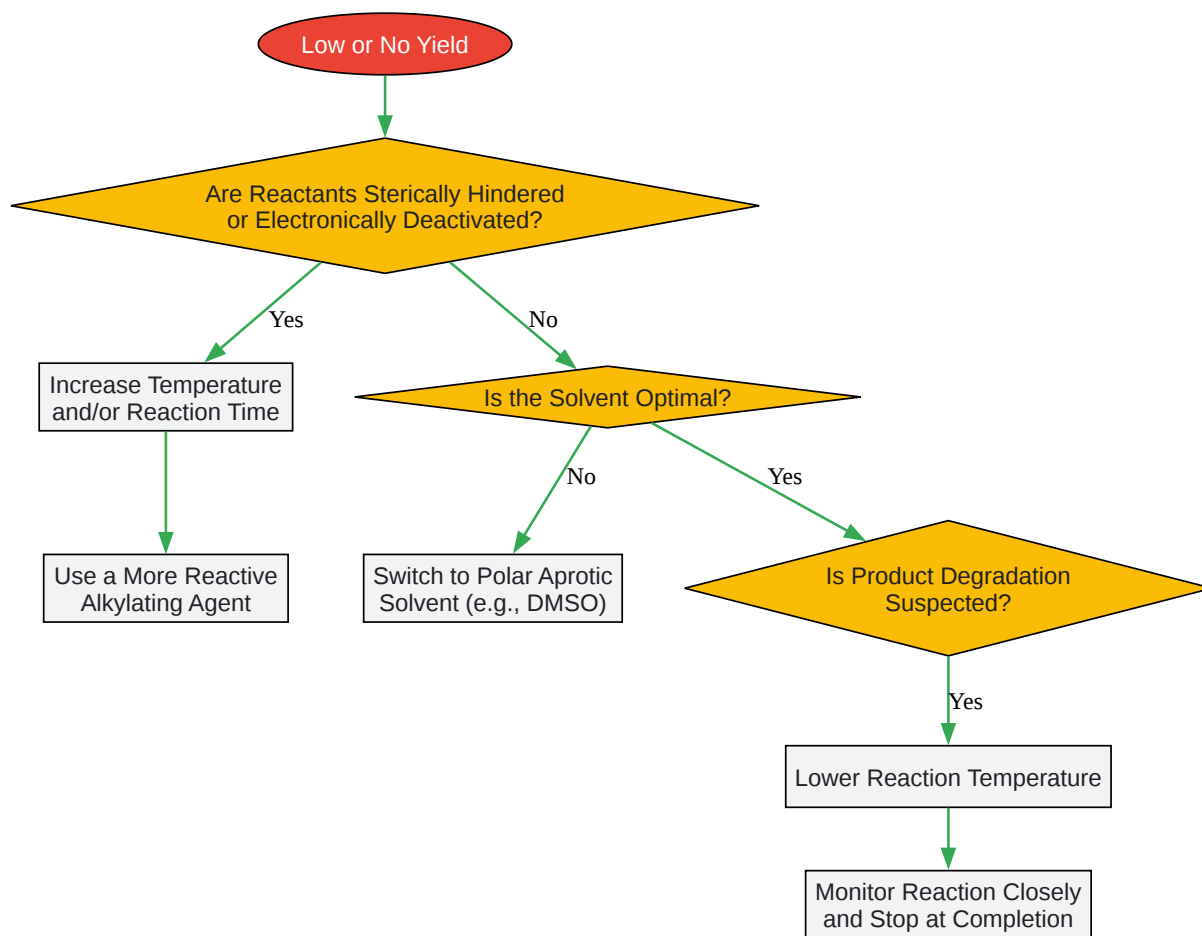 Low or No Yield
Are Reactants Sterically Hindered
or Electronically Deactivated?
Yes
No
Increase Temperature
and/or Reaction Time
Is the Solvent Optimal?
No
Yes
Use a More Reactive
Alkylating Agent
Switch to Polar Aprotic
Solvent (e.g., DMSO)
Is Product Degradation
Suspected?
Yes
Lower Reaction Temperature
Monitor Reaction Closely
and Stop at Completion